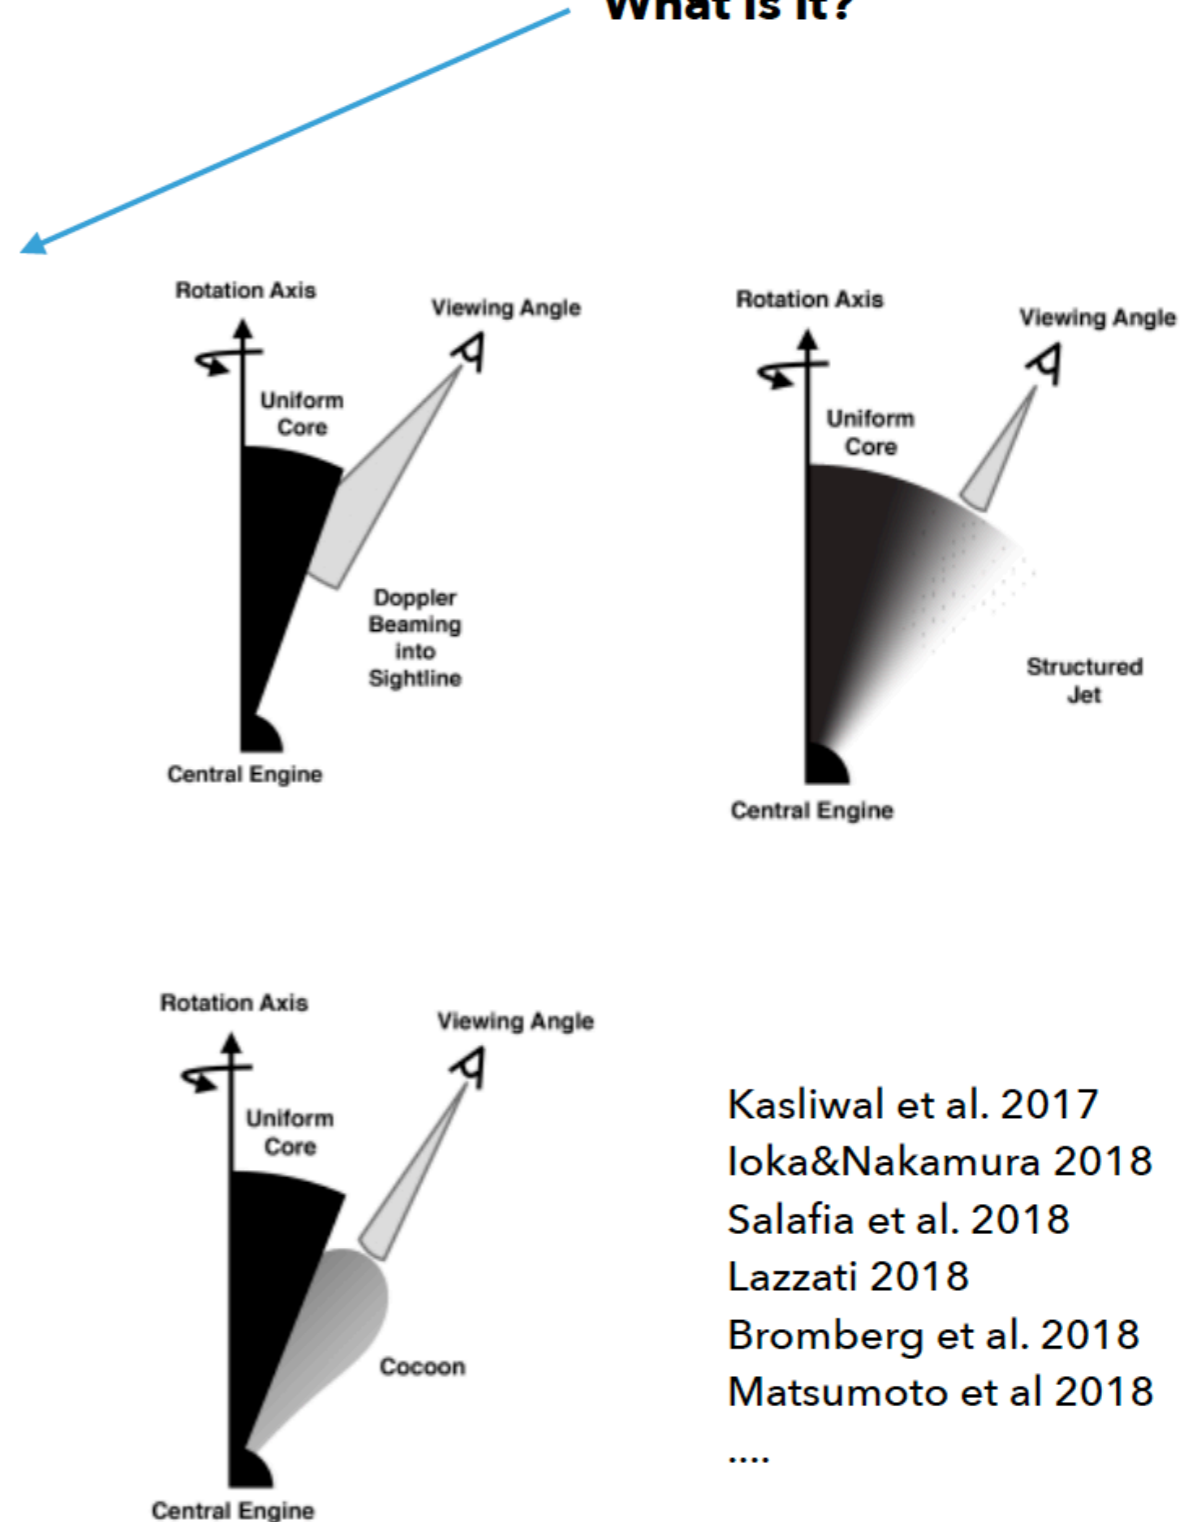 What is it?
Rotation Axis
Viewing Angle
Uniform
Core
Doppler
Beaming
into
Sightline
Central Engine
Rotation Axis
Viewing Angle
Uniform
Core
Structured
Jet
Central Engine
Rotation Axis
Viewing Angle
Uniform
Core
Cocoon
Central Engine
Kasliwal et al. 2017
Ioka&Nakamura 2018
Salafia et al. 2018
Lazzati 2018
Bromberg et al. 2018
Matsumoto et al 2018
....